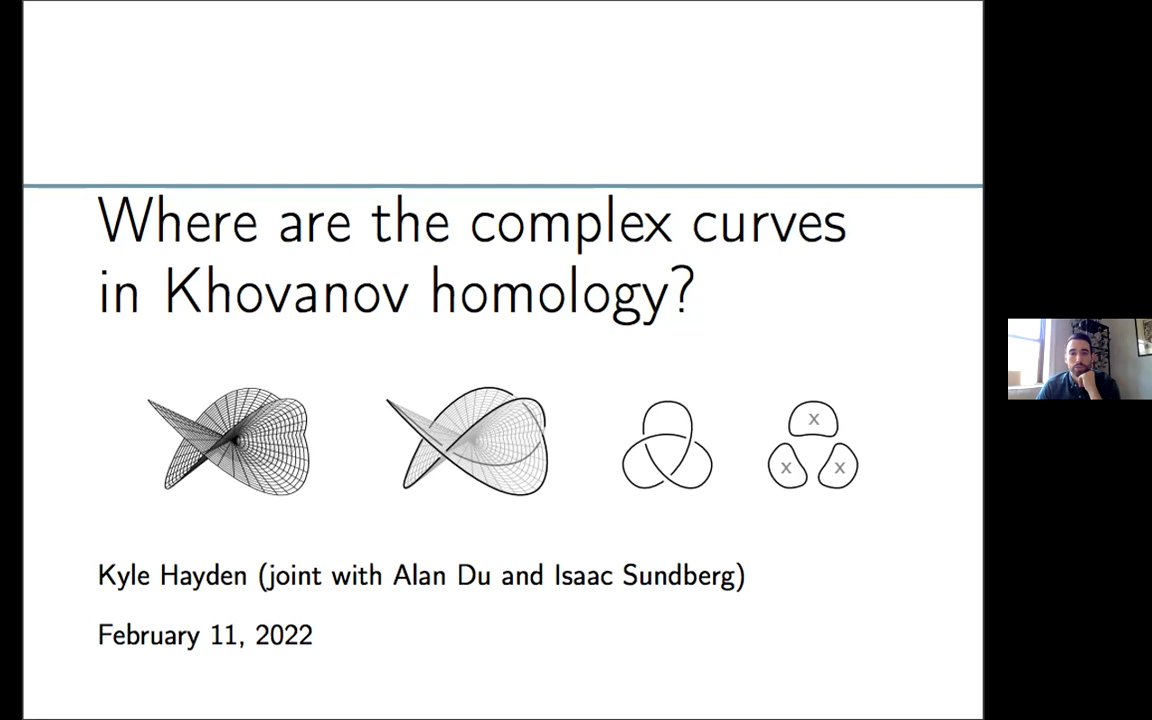 Where are the complex curves
in Khovanov homology?
x
x x
Kyle Hayden (joint with Alan Du and Isaac Sundberg)
February 11, 2022